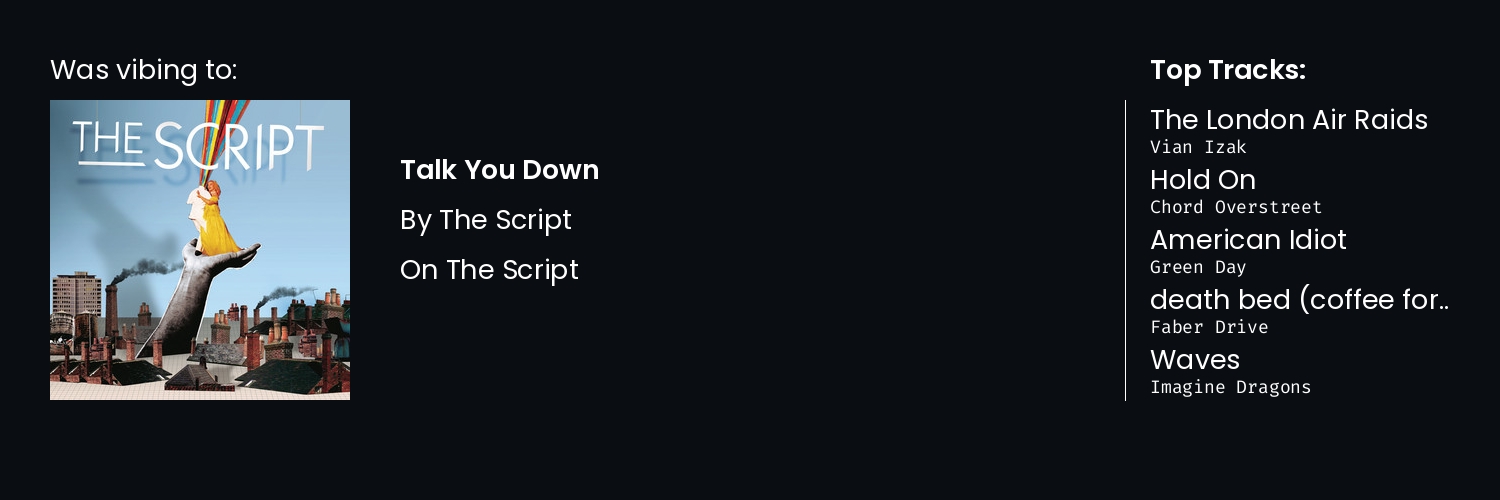 Was vibing to:
THE SCRIPT
Talk You Down
By The Script
On The Script
Top Tracks:
The London Air Raids
Vian Izak
Hold On
Chord Overstreet
American Idiot
Green Day
death bed (coffee for..
Faber Drive
Waves
Imagine Dragons